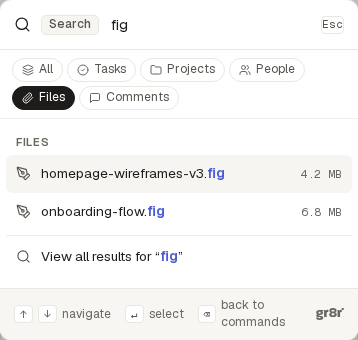 Search fig Esc
All Tasks Projects People
Files Comments
FILES
homepage-wireframes-v3.fig 4.2 MB
onboarding-flow.fig 6.8 MB
View all results for “fig”
↑ ↓ navigate ↵ select ⌫ back to commands gr8r